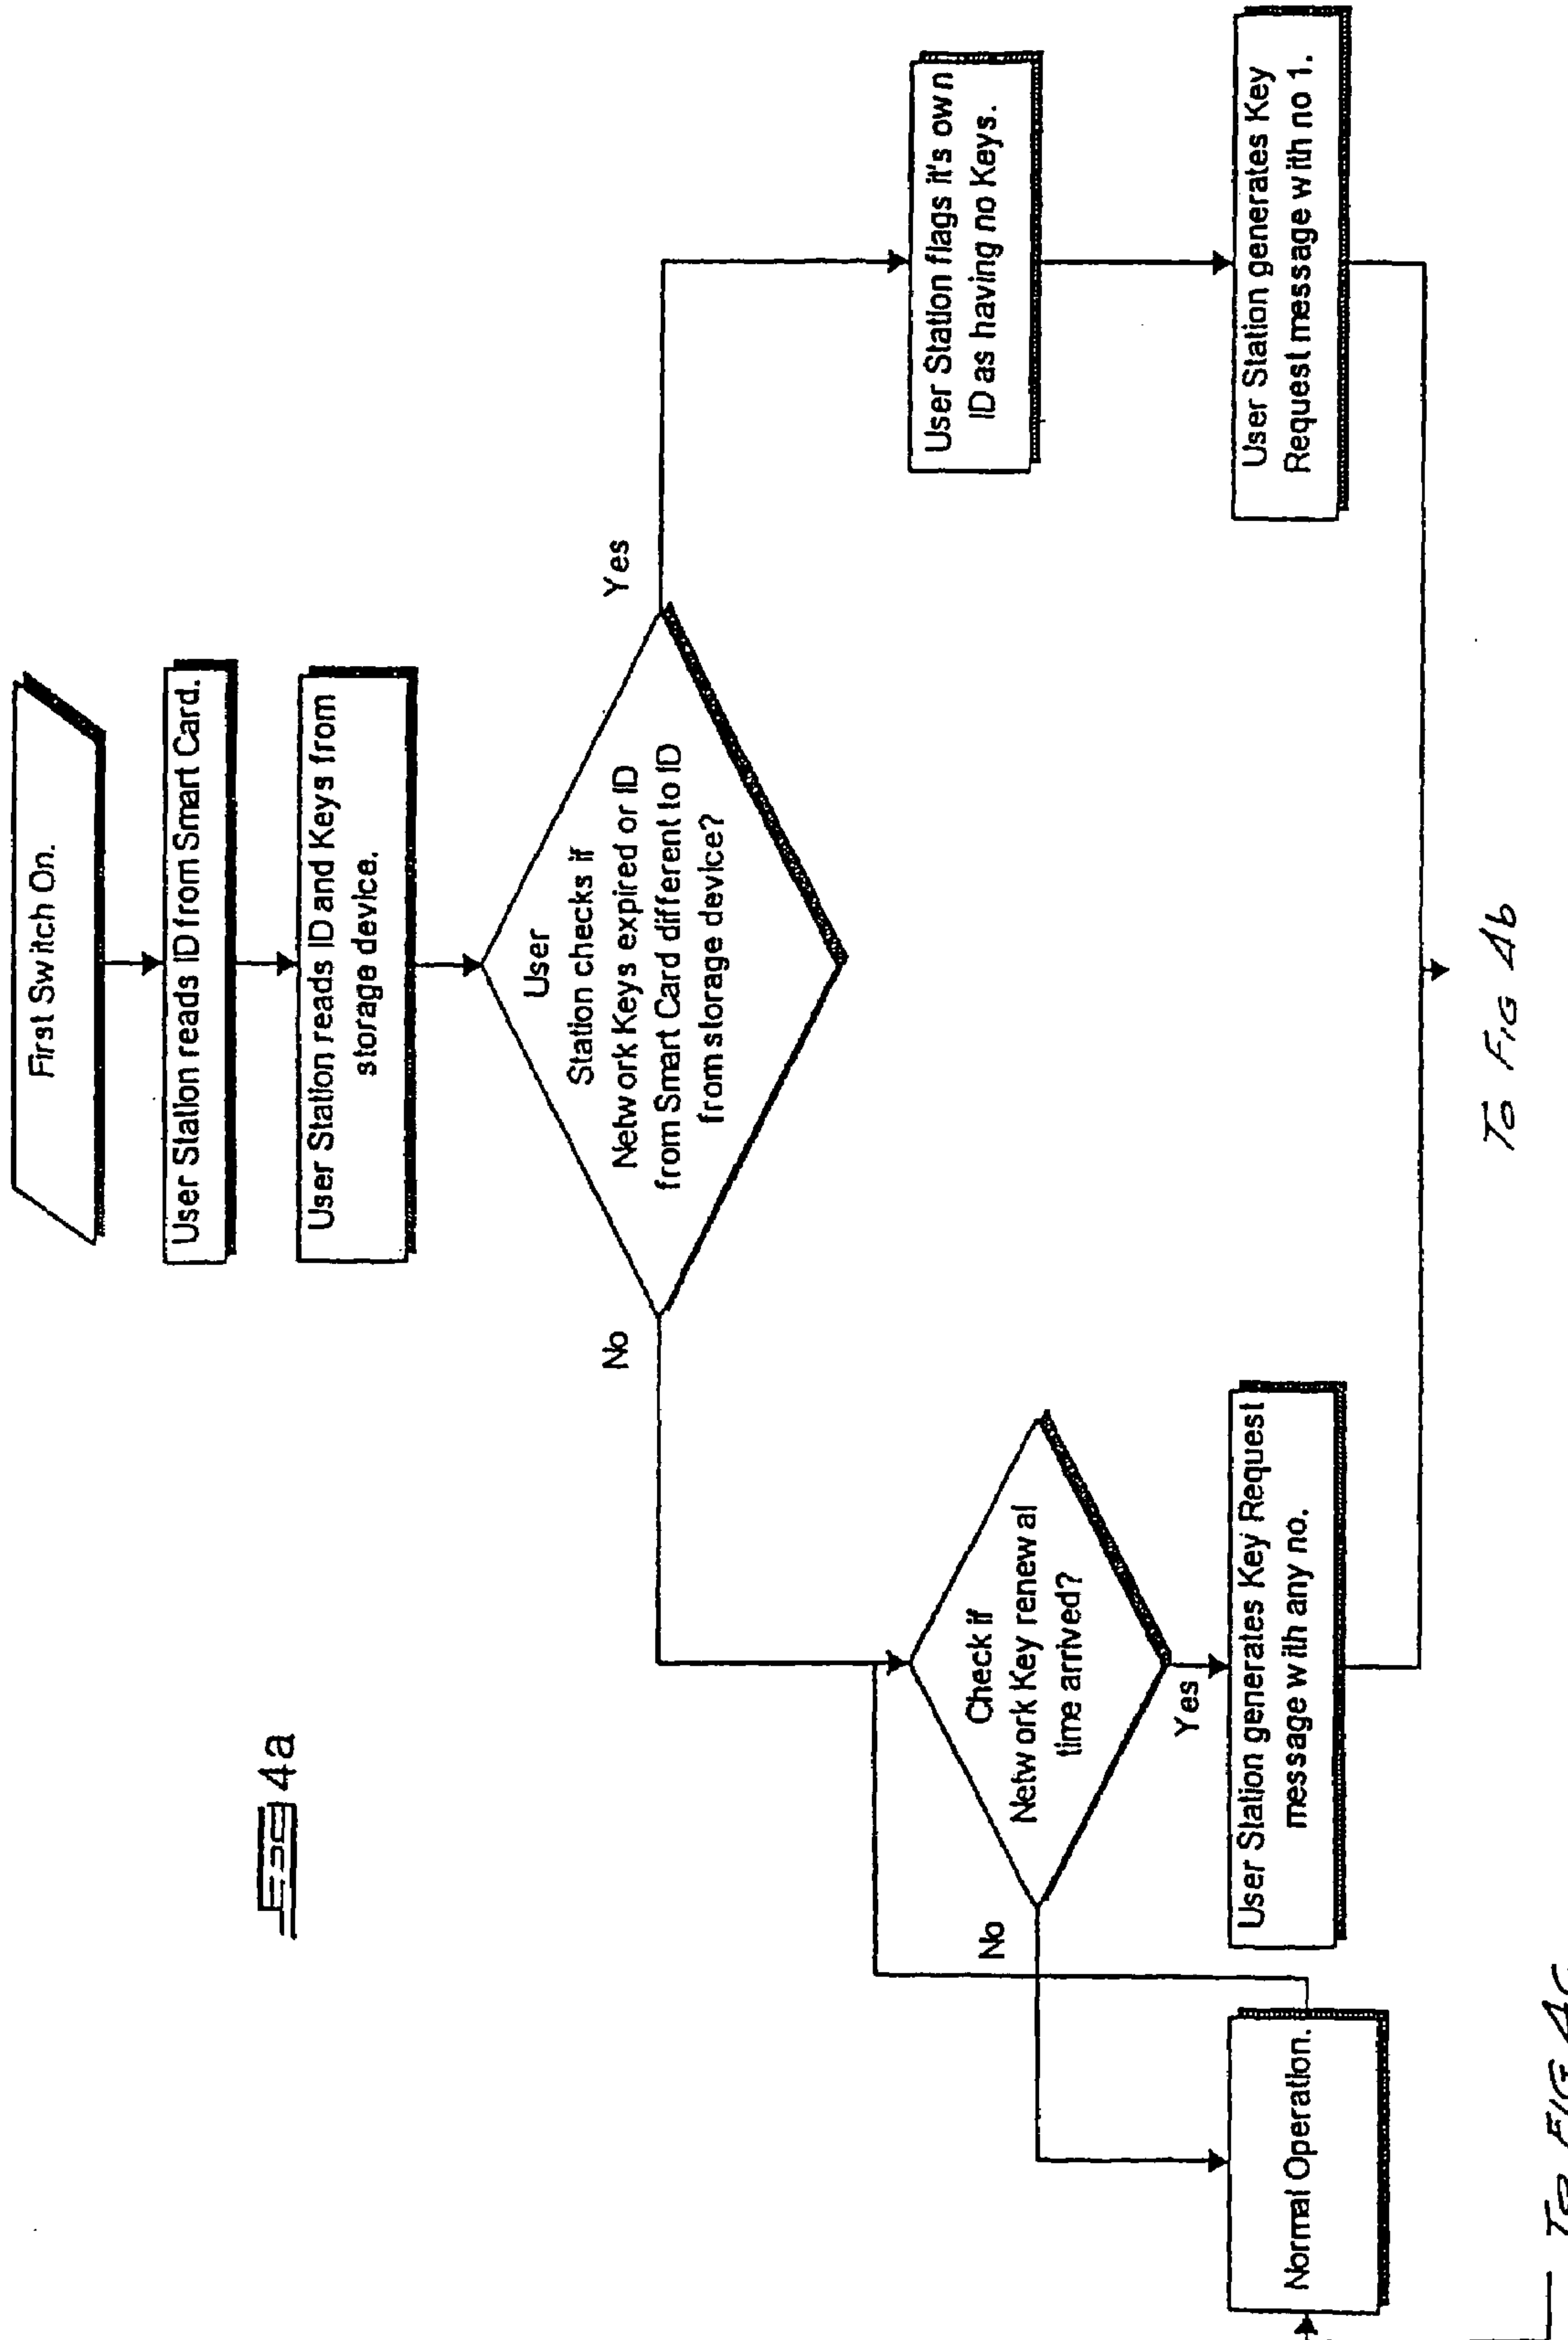 First Switch On.
User Station reads ID from Smart Card.
User Station reads ID and Keys from
storage device.
User
Station checks if
Network Keys expired or ID
from Smart Card different to ID
from storage device?
No
Yes
Check if
Network Key renewal
time arrived?
No
Yes
User Station flags it's own
ID as having no Keys.
Normal Operation.
User Station generates Key Request
message with any no.
User Station generates Key
Request message with no 1.
To FIG 4b
To FIG 4c
4a